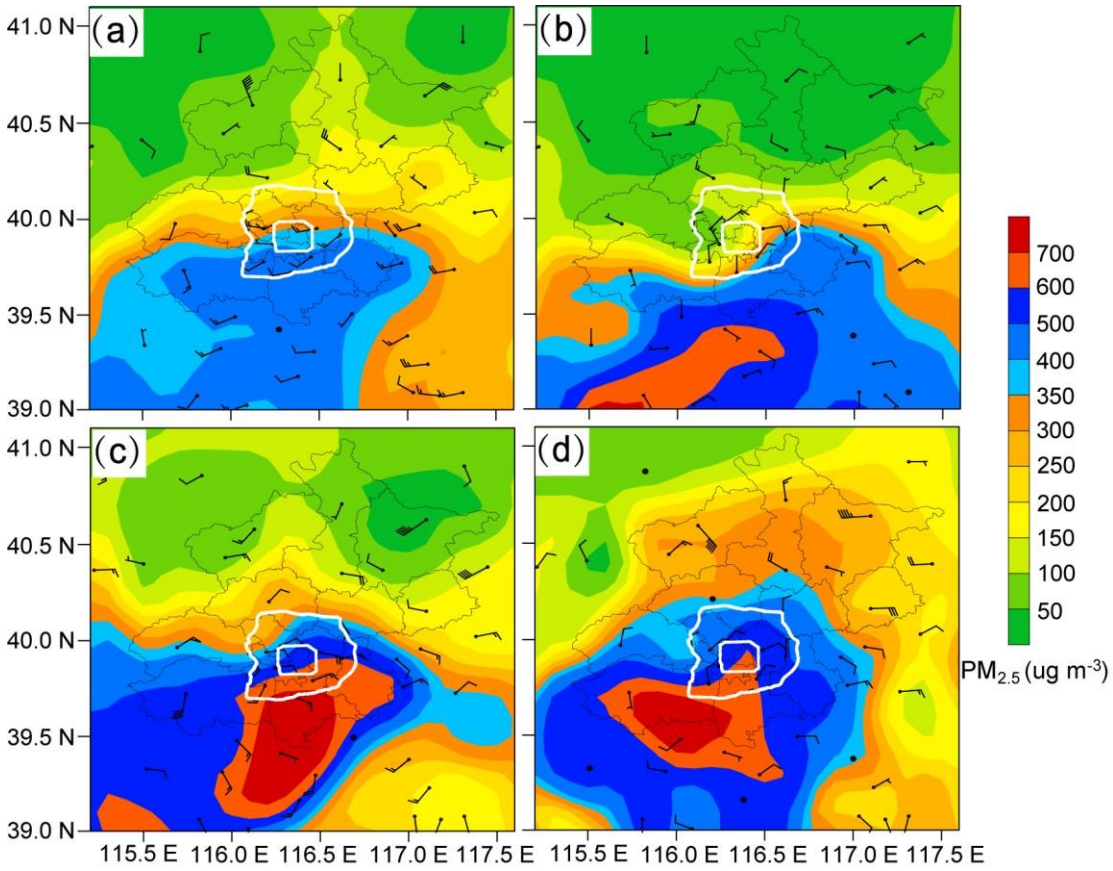 (a)
(b)
41.0 N
40.5 N
40.0 N
39.5 N
39.0 N
(c)
(d)
41.0 N
40.5 N
40.0 N
39.5 N
39.0 N
115.5 E 116.0 E 116.5 E 117.0 E 117.5 E
115.5 E 116.0 E 116.5 E 117.0 E 117.5 E
700
600
500
400
350
300
250
200
150
100
50
PM2.5 (ug m-3)